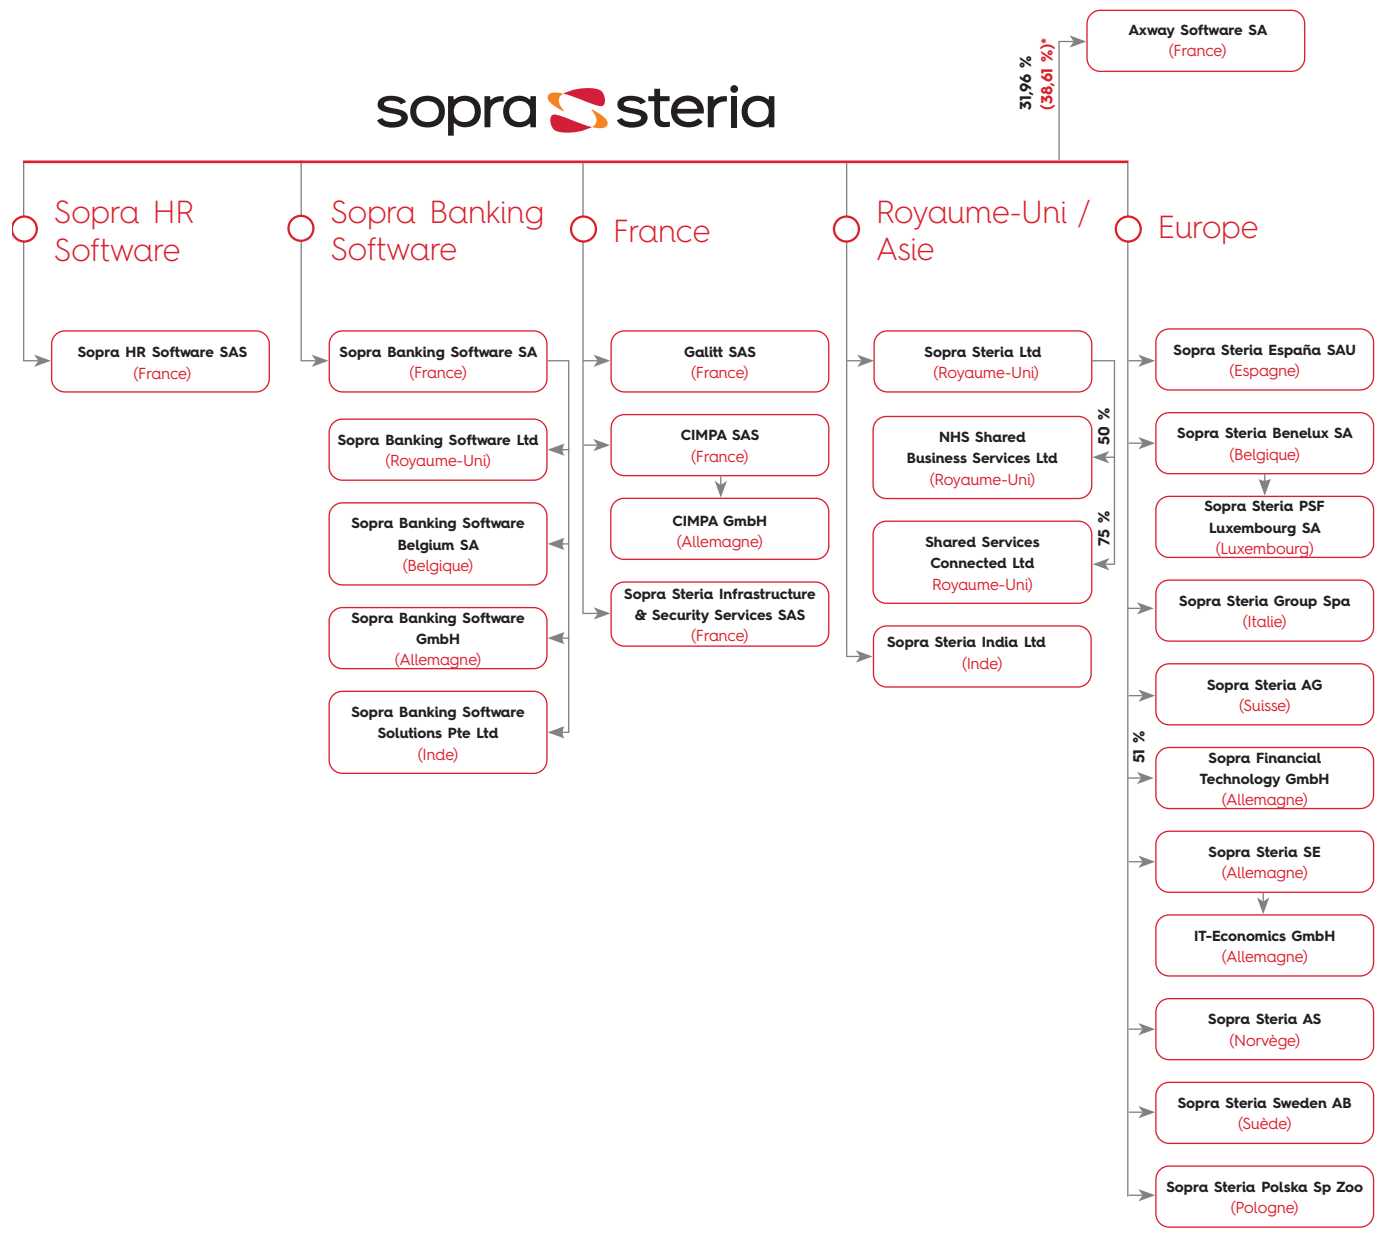 Axway Software SA
(France)
31,96 %
(38,61 %)*
sopra steria
Sopra HR
Software
Sopra Banking
Software
France
Royaume-Uni /
Asie
Europe
Sopra HR Software SAS
(France)
Sopra Banking Software SA
(France)
Sopra Banking Software Ltd
(Royaume-Uni)
Sopra Banking Software
Belgium SA
(Belgique)
Sopra Banking Software
GmbH
(Allemagne)
Sopra Banking Software
Solutions Pte Ltd
(Inde)
Galitt SAS
(France)
CIMPA SAS
(France)
CIMPA GmbH
(Allemagne)
Sopra Steria Infrastructure
& Security Services SAS
(France)
Sopra Steria Ltd
(Royaume-Uni)
50 %
NHS Shared
Business Services Ltd
(Royaume-Uni)
75 %
Shared Services
Connected Ltd
Royaume-Uni)
Sopra Steria India Ltd
(Inde)
Sopra Steria España SAU
(Espagne)
Sopra Steria Benelux SA
(Belgique)
Sopra Steria PSF
Luxembourg SA
(Luxembourg)
Sopra Steria Group Spa
(Italie)
Sopra Steria AG
(Suisse)
51 %
Sopra Financial
Technology GmbH
(Allemagne)
Sopra Steria SE
(Allemagne)
IT-Economics GmbH
(Allemagne)
Sopra Steria AS
(Norvège)
Sopra Steria Sweden AB
(Suède)
Sopra Steria Polska Sp Zoo
(Pologne)